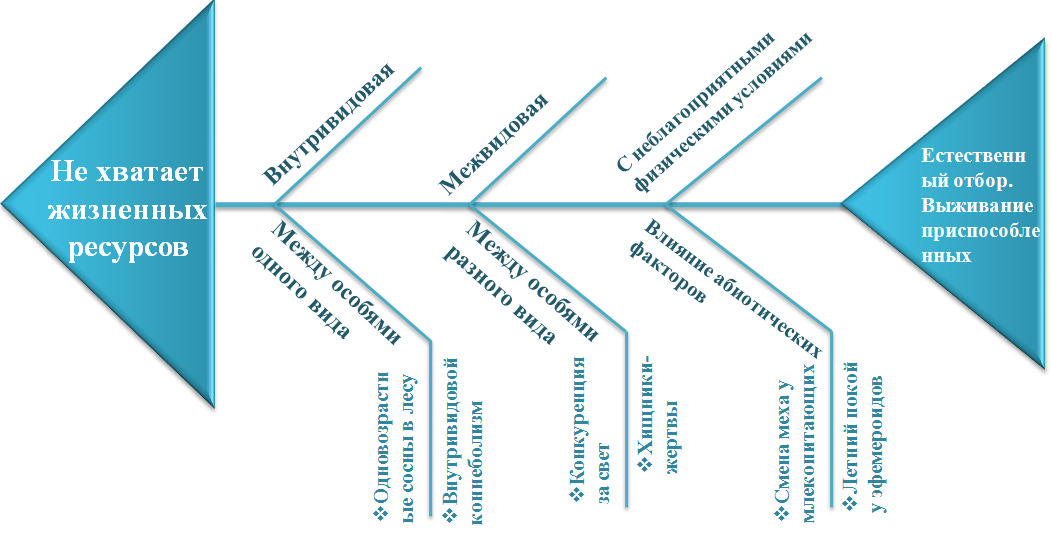 Не хватает
жизненных
ресурсов
Внутривидовая
Межвидовая
С неблагоприятными
физическими условиями
Между особями
одного вида
Между особями
разного вида
Влияние абиотических
факторов
❖Одновозрастн
ые сосны в лесу
❖Внутривидовой
коннеболизм
❖Конкуренция
за свет
❖Хищники-
жертвы
❖Смена меха у
млекопитающих
❖Летний покой
у эфемероидов
Естественн
ый отбор.
Выживание
приспособле
нных